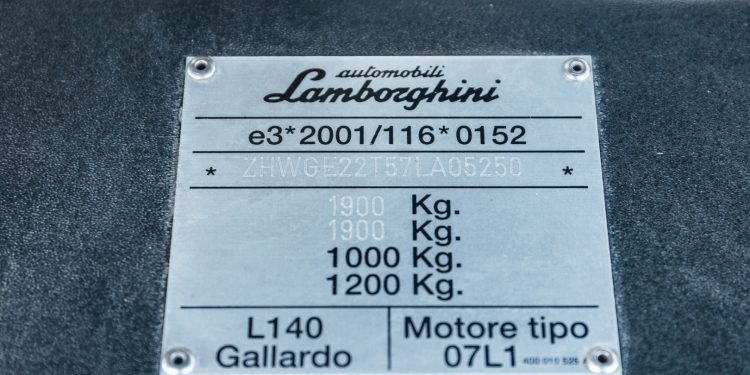 automobili
Lamborghini
e3*2001/116*0152
* ZHWGE22T57LA05250 *
1900 Kg.
1900 Kg.
1000 Kg.
1200 Kg.
L140 Motore tipo
Gallardo 07L1